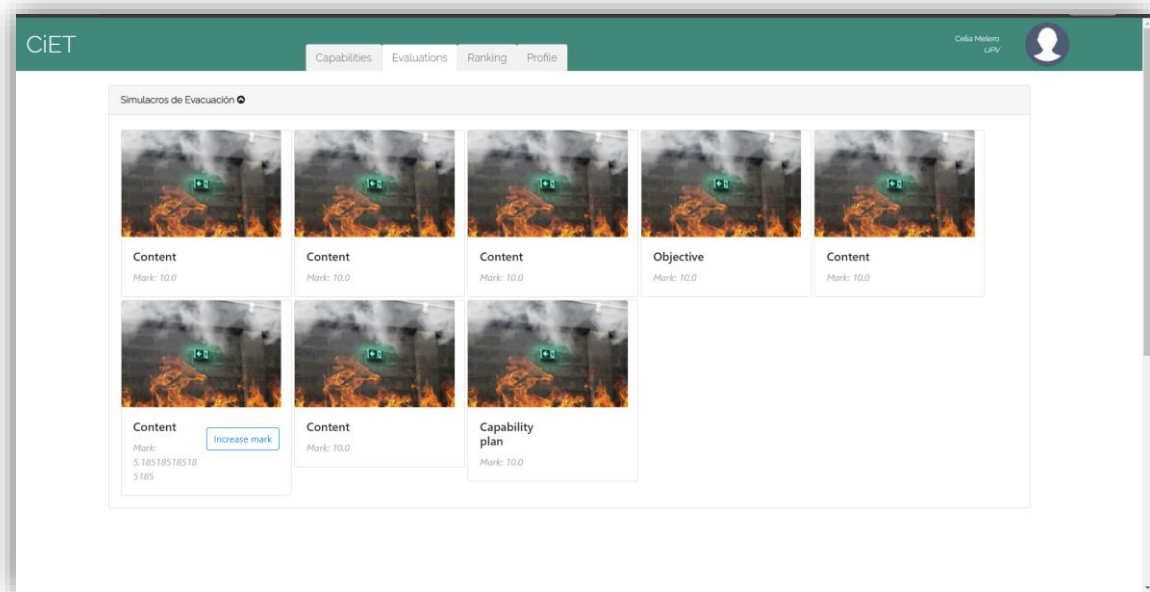 CiET
Capabilities Evaluations Ranking Profile
Celia Melero
UPV
Simulacros de Evacuación
Content
Mark: 10.0
Content
Mark: 10.0
Content
Mark: 10.0
Objective
Mark: 10.0
Content
Mark: 10.0
Content
Mark:
5.18518518518
5185
Increase mark
Content
Mark: 10.0
Capability
plan
Mark: 10.0